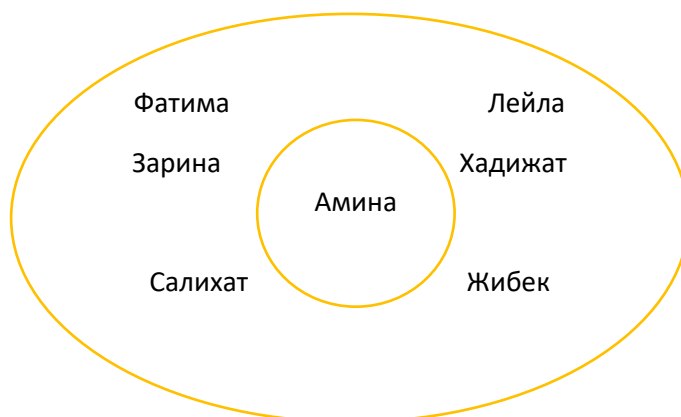 Фатима
Лейла
Зарина
Хадижат
Амина
Салихат
Жибек